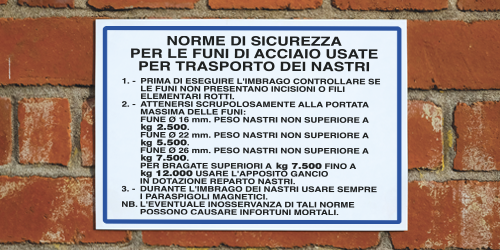 NORME DI SICUREZZA
PER LE FUNI DI ACCIAIO USATE
PER TRASPORTO DEI NASTRI
1. - PRIMA DI ESEGUIRE L'IMBRAGO CONTROLLARE SE
LE FUNI NON PRESENTANO INCISIONI O FILI
ELEMENTARI ROTTI.
2. - ATTENERSI SCRUPOLOSAMENTE ALLA PORTATA
MASSIMA DELLE FUNI:
FUNE Ø 16 mm. PESO NASTRI NON SUPERIORE A
kg 2.500.
FUNE Ø 22 mm. PESO NASTRI NON SUPERIORE A
kg 5.500.
FUNE Ø 26 mm. PESO NASTRI NON SUPERIORE A
kg 7.500.
PER BRAGATE SUPERIORI A kg 7.500 FINO A
kg 12.000 USARE L'APPOSITO GANCIO
IN DOTAZIONE REPARTO NASTRI.
3. - DURANTE L'IMBRAGO DEI NASTRI USARE SEMPRE
I PARASPIGOLI MAGNETICI.
NB. L'EVENTUALE INOSSERVANZA DI TALI NORME
POSSONO CAUSARE INFORTUNI MORTALI.